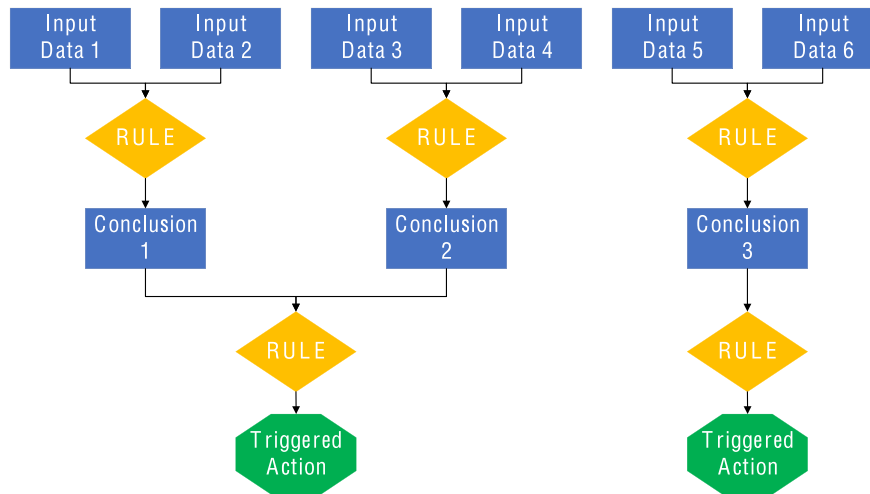 Input
Data 1
Input
Data 2
Input
Data 3
Input
Data 4
Input
Data 5
Input
Data 6
RULE
RULE
RULE
Conclusion
1
Conclusion
2
Conclusion
3
RULE
RULE
Triggered
Action
Triggered
Action